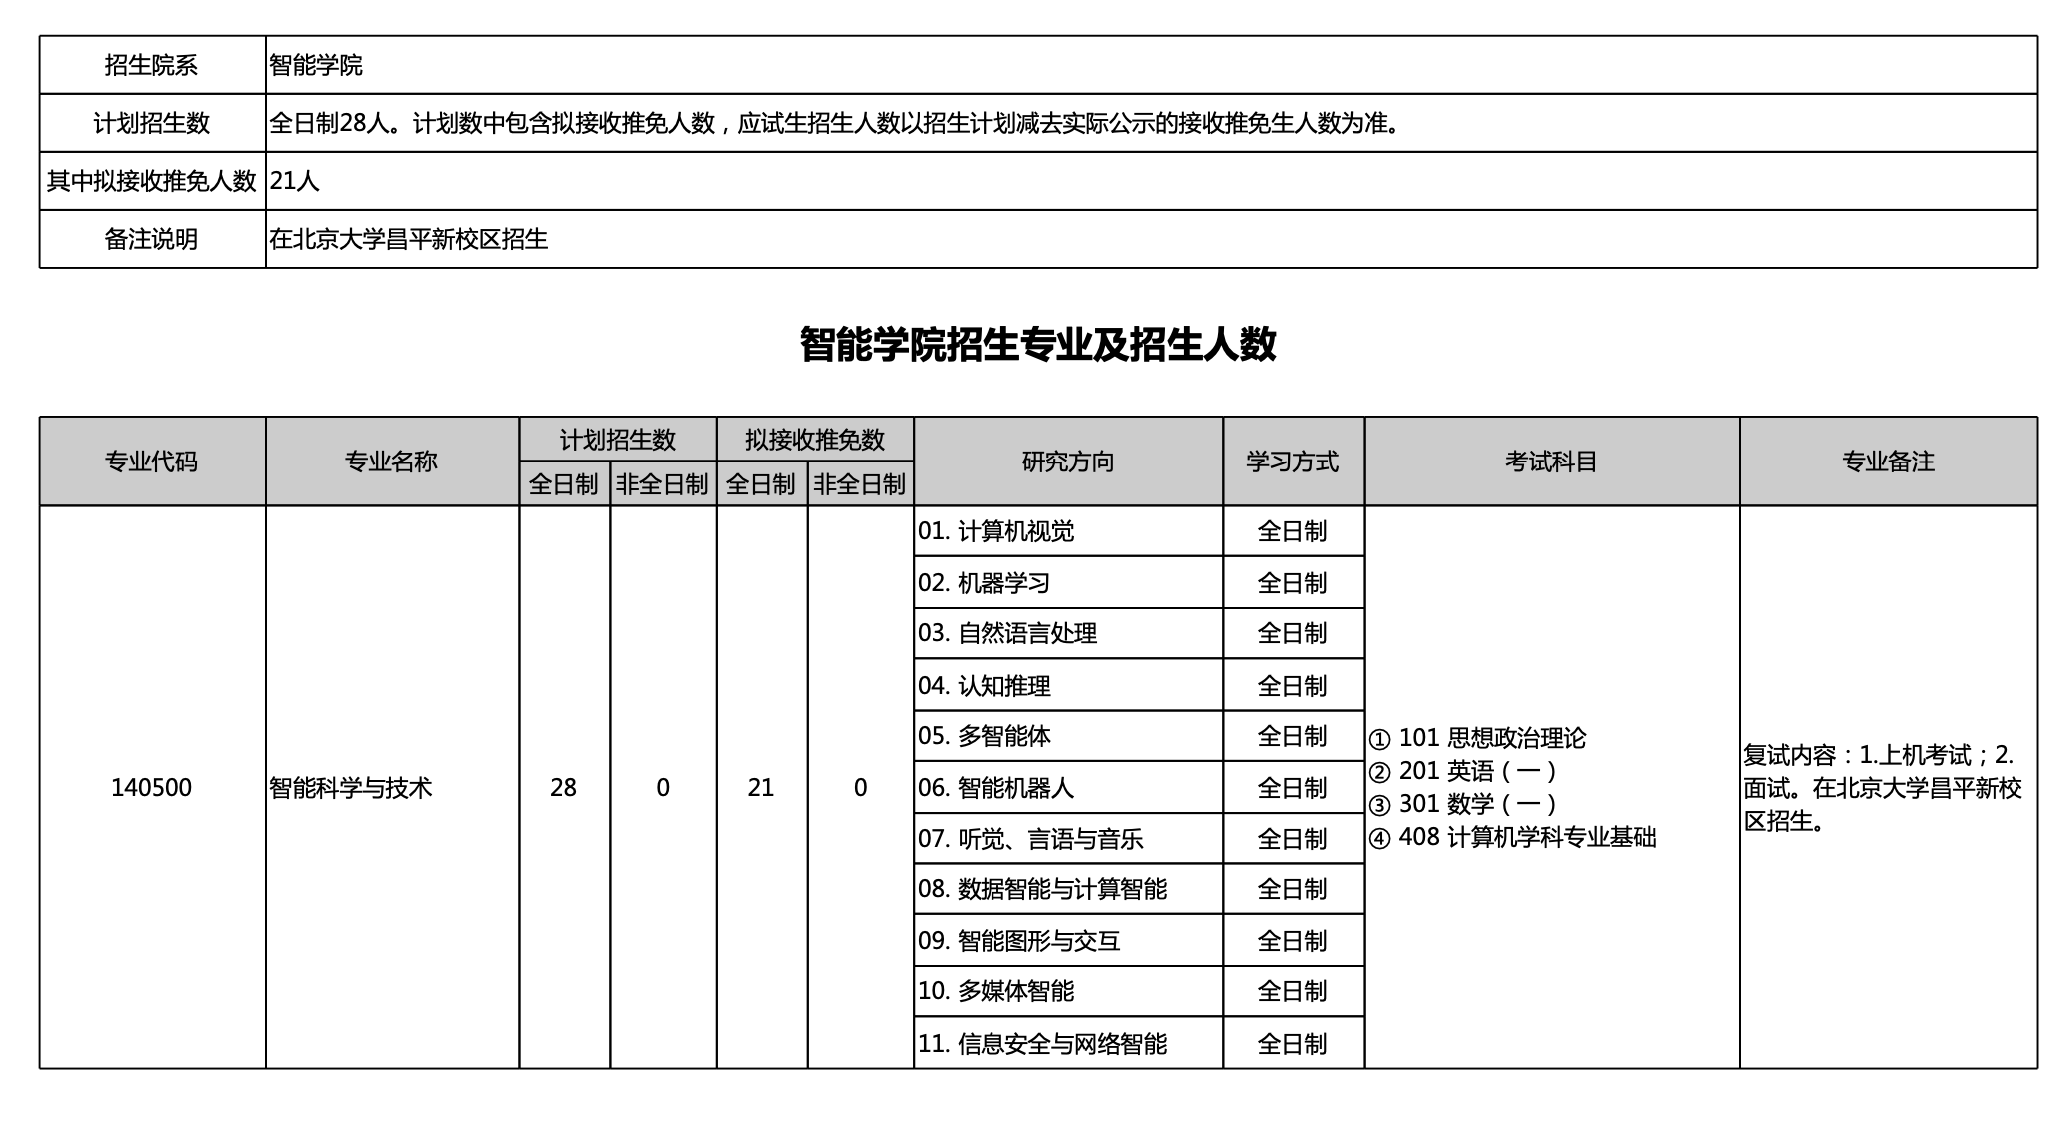 招生院系 智能学院
计划招生数 全日制28人。计划数中包含拟接收推免人数，应试生招生人数以招生计划减去实际公示的接收推免生人数为准。
其中拟接收推免人数 21人
备注说明 在北京大学昌平新校区招生
智能学院招生专业及招生人数
专业代码 专业名称 计划招生数 拟接收推免数 研究方向 学习方式 考试科目 专业备注
全日制 非全日制 全日制 非全日制
140500 智能科学与技术 28 0 21 0
01. 计算机视觉 全日制
02. 机器学习 全日制
03. 自然语言处理 全日制
04. 认知推理 全日制
05. 多智能体 全日制
06. 智能机器人 全日制
07. 听觉、言语与音乐 全日制
08. 数据智能与计算智能 全日制
09. 智能图形与交互 全日制
10. 多媒体智能 全日制
11. 信息安全与网络智能 全日制
① 101 思想政治理论
② 201 英语（一）
③ 301 数学（一）
④ 408 计算机学科专业基础
复试内容：1.上机考试；2.
面试。在北京大学昌平新校
区招生。